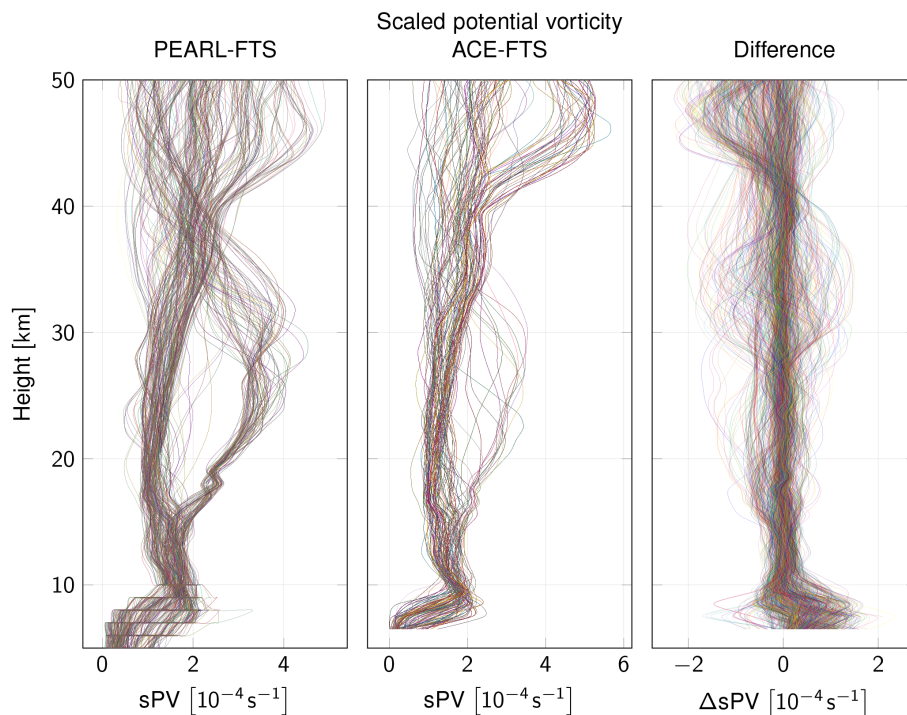 Scaled potential vorticity
PEARL-FTS ACE-FTS Difference
Height [km]
50
40
30
20
10
0 2 4
0 2 4 6
−2 0 2
sPV [10⁻⁴ s⁻¹]
sPV [10⁻⁴ s⁻¹]
ΔsPV [10⁻⁴ s⁻¹]